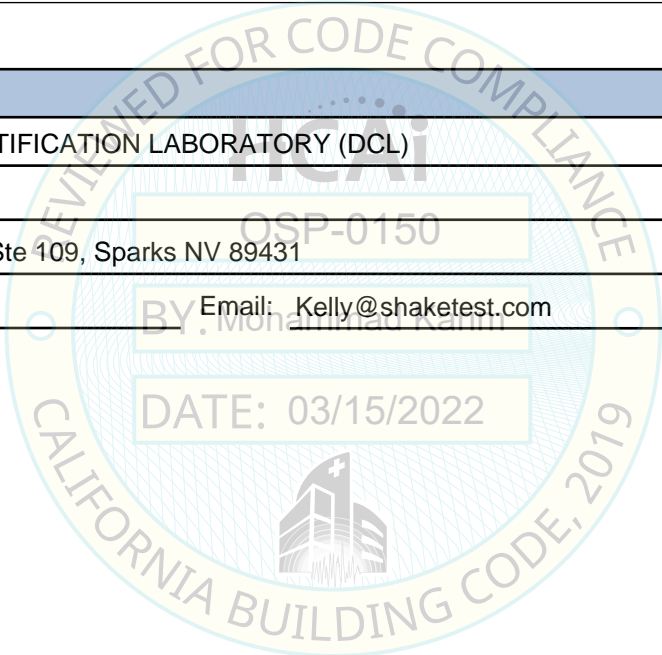 REVIEWED FOR CODE COMPLIANCE
TIFICATION LABORATORY (DCL)
HCAi
OSP-0150
Ste 109, Sparks NV 89431
Email: Kelly@shaketest.com
BY: Mohammad Karim
DATE: 03/15/2022
CALIFORNIA BUILDING CODE, 2019